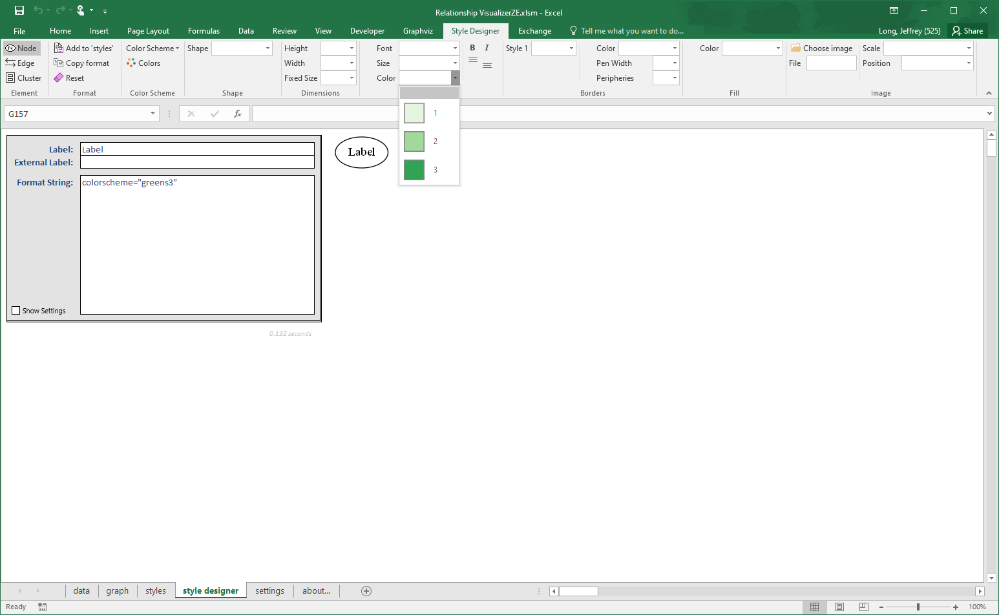 Relationship VisualizerZE.xlsm - Excel
File Home Insert Page Layout Formulas Data Review View Developer Graphviz Style Designer Exchange Tell me what you want to do... Long, Jeffrey (525) Share
N Node Add to 'styles' Color Scheme Shape Height Font B I Style 1 Color Color Choose image Scale
Edge Copy format Colors Width Size Pen Width File Position
Cluster Reset Fixed Size Color Peripheries
Element Format Color Scheme Shape Dimensions Borders Fill Image
G157 fx
1
2
3
Label: Label
External Label:
Format String: colorscheme="greens3"
Show Settings
Label
0.132 seconds
data graph styles style designer settings about...
Ready 100%